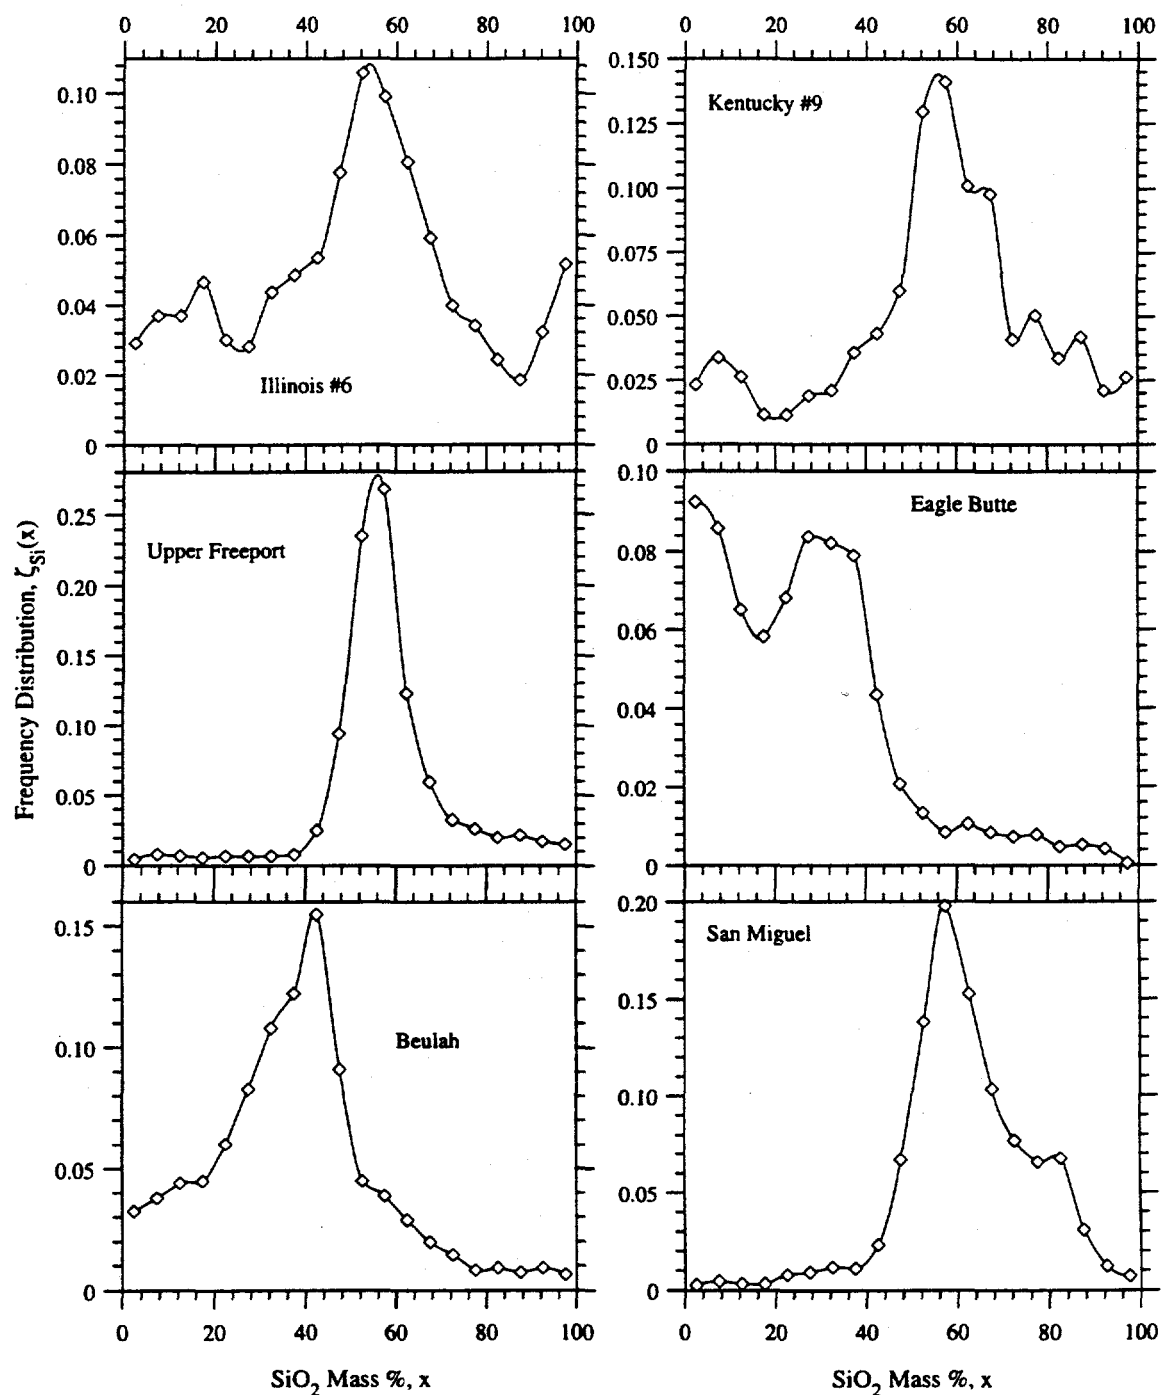 0 20 40 60 80 100
0 20 40 60 80 100
0.10
0.08
0.06
0.04
0.02
0
Illinois #6
0.150
0.125
0.100
0.075
0.050
0.025
0
Kentucky #9
Frequency Distribution, ζSi(x)
0.25
0.20
0.15
0.10
0.05
0
Upper Freeport
0.10
0.08
0.06
0.04
0.02
0
Eagle Butte
0.15
0.10
0.05
0
Beulah
0.20
0.15
0.10
0.05
0
San Miguel
0 20 40 60 80 100
0 20 40 60 80 100
SiO2 Mass %, x
SiO2 Mass %, x